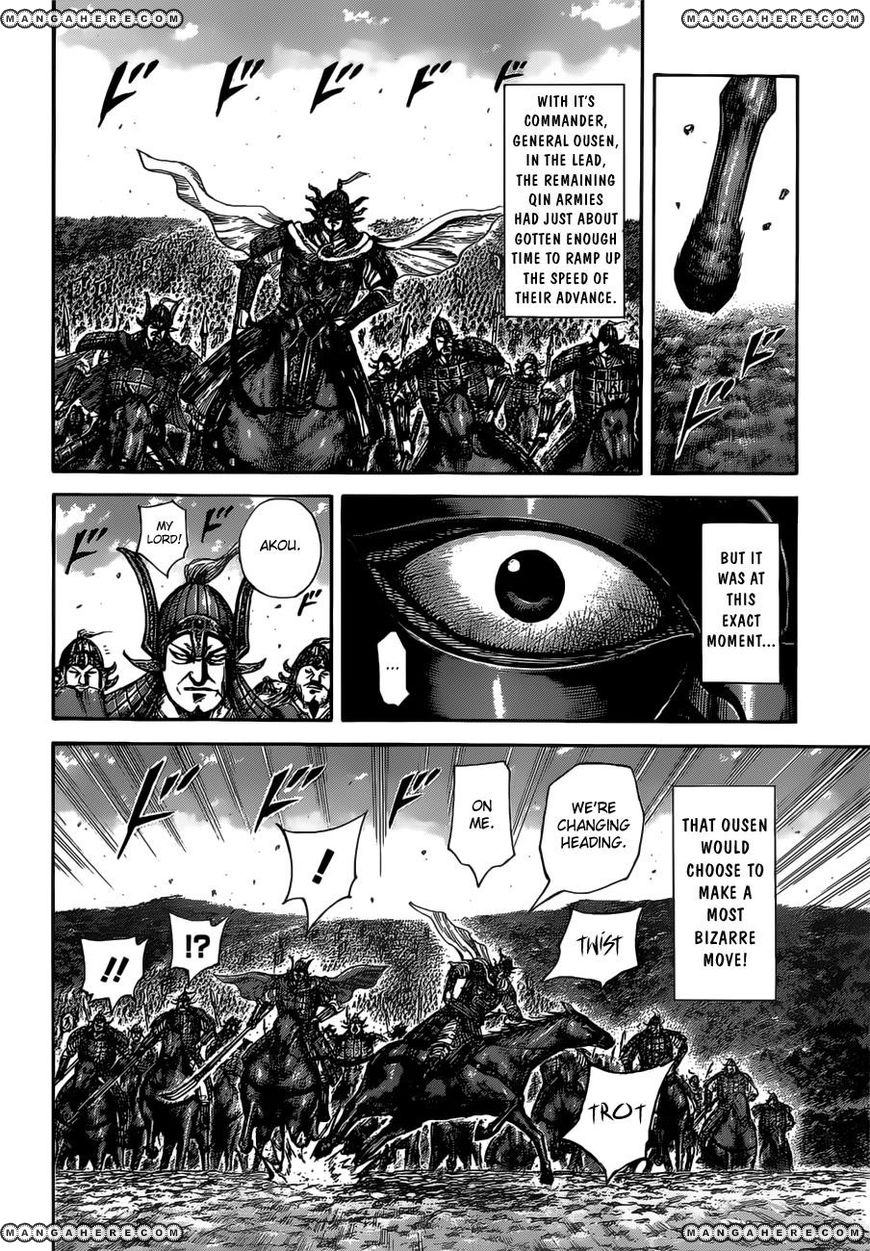 MANGAHERE.COM
MANGAHERE.COM
ド
ド
ド
ド
ド
ド
ド
WITH IT'S
COMMANDER,
GENERAL OUSEN,
IN THE LEAD,
THE REMAINING
QIN ARMIES
HAD JUST ABOUT
GOTTEN ENOUGH
TIME TO RAMP UP
THE SPEED OF
THEIR ADVANCE.
BUT IT
WAS AT
THIS
EXACT
MOMENT...
...
AKOU.
MY
LORD!
ド
ド
ド
THAT OUSEN
WOULD
CHOOSE TO
MAKE A
MOST
BIZARRE
MOVE!
WE'RE
CHANGING
HEADING.
ON
ME.
ド
ド
ド
TWIST
TROT
!
!?
!!
MANGAHERE.COM
MANGAHERE.COM